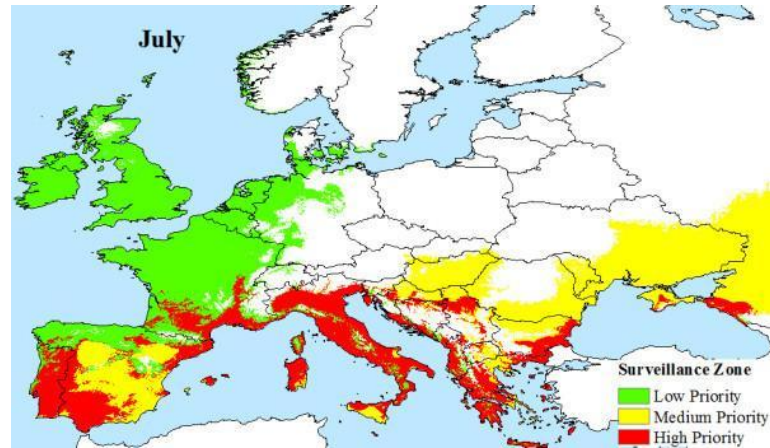 July
Surveillance Zone
Low Priority
Medium Priority
High Priority